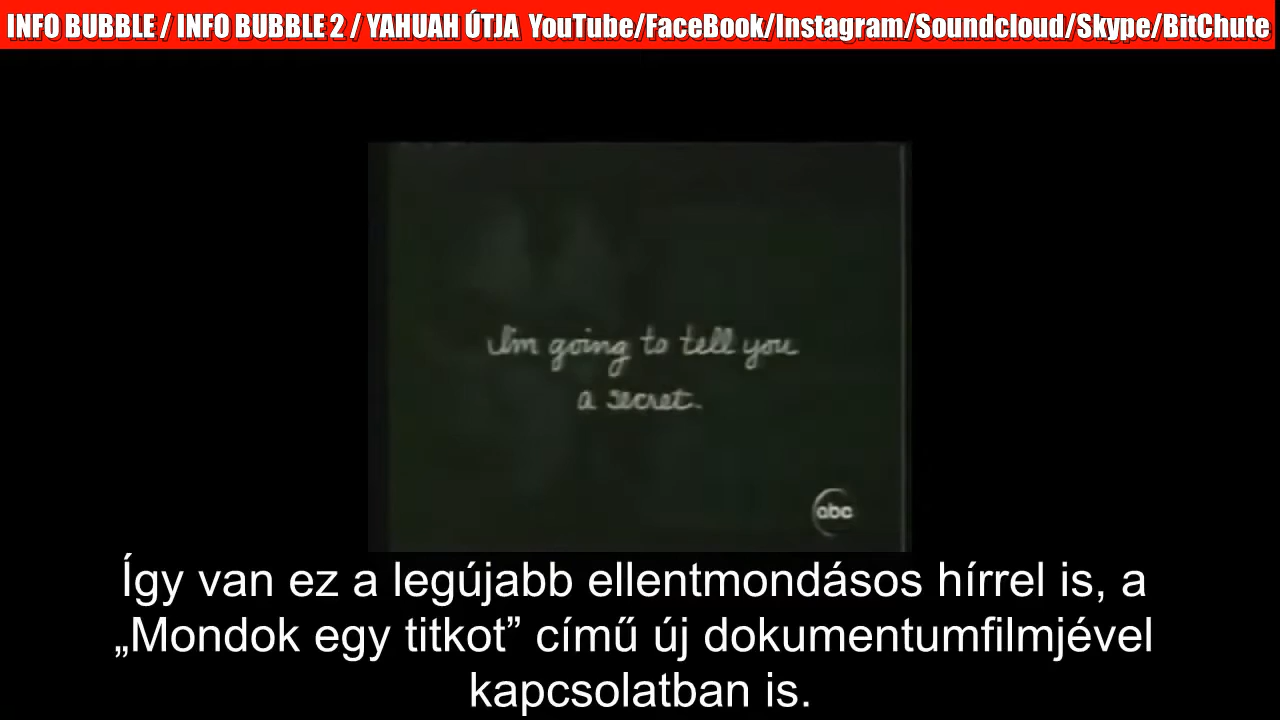 INFO BUBBLE / INFO BUBBLE 2 / YAHUAH ÚTJA YouTube/FaceBook/Instagram/Soundcloud/Skype/BitChute
I'm going to tell you
a secret.
abc
Így van ez a legújabb ellentmondásos hírrel is, a
„Mondok egy titkot” című új dokumentumfilmjével
kapcsolatban is.